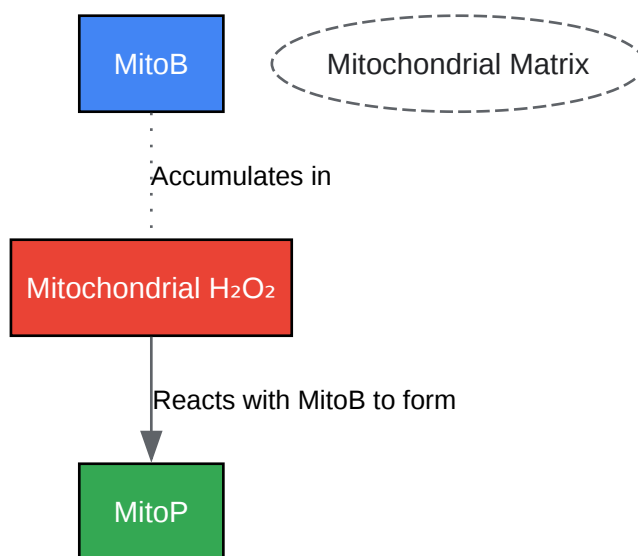 MitoB
Mitochondrial Matrix
Accumulates in
Mitochondrial H₂O₂
Reacts with MitoB to form
MitoP